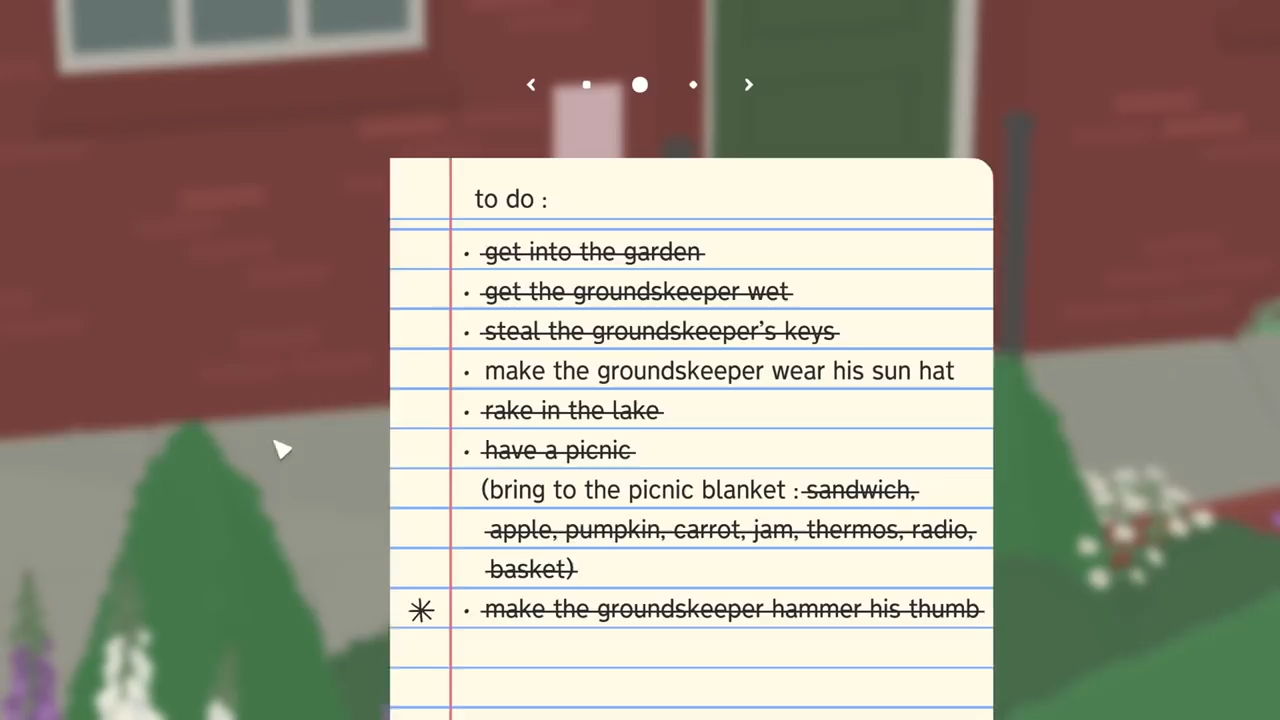 to do :
· get into the garden
· get the groundskeeper wet
· steal the groundskeeper’s keys
· make the groundskeeper wear his sun hat
· rake in the lake
· have a picnic
(bring to the picnic blanket : sandwich,
apple, pumpkin, carrot, jam, thermos, radio,
basket)
· make the groundskeeper hammer his thumb